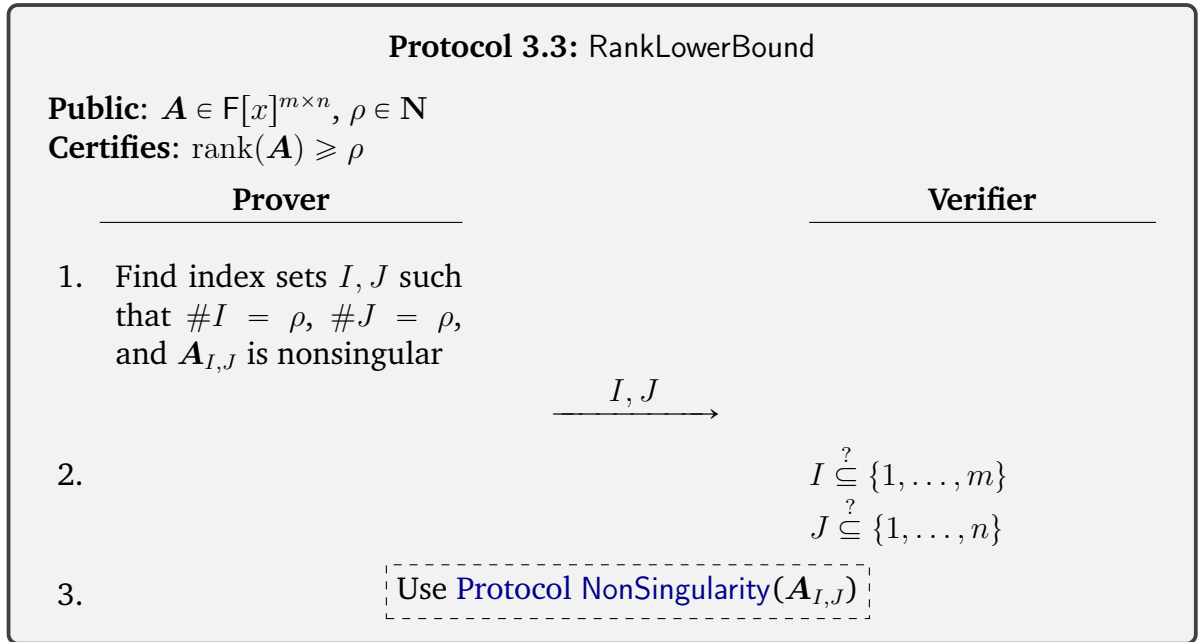 Protocol 3.3: RankLowerBound
Public: A ∈ F[x]^{m×n}, ρ ∈ N
Certifies: rank(A) ⩾ ρ
Prover Verifier
1. Find index sets I, J such
that #I = ρ, #J = ρ,
and A_{I,J} is nonsingular
I, J
2. I ⊆? {1, . . . , m}
J ⊆? {1, . . . , n}
3. Use Protocol NonSingularity(A_{I,J})